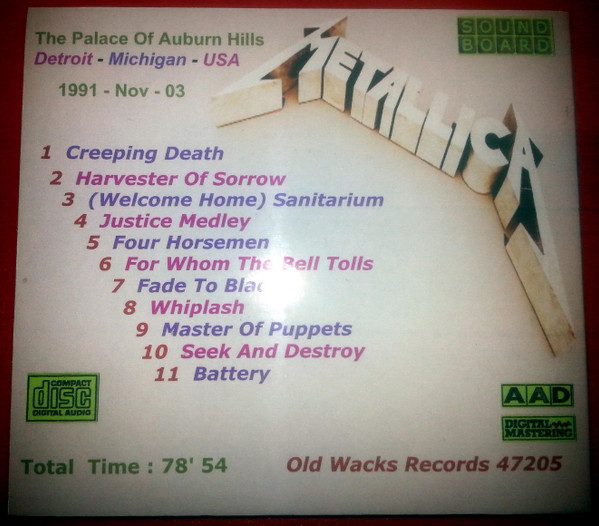 The Palace Of Auburn Hills
Detroit - Michigan - USA
1991 - Nov - 03
SOUND
BOARD
METALLICA
1 Creeping Death
2 Harvester Of Sorrow
3 (Welcome Home) Sanitarium
4 Justice Medley
5 Four Horsemen
6 For Whom The Bell Tolls
7 Fade To Blac
8 Whiplash
9 Master Of Puppets
10 Seek And Destroy
11 Battery
COMPACT
disc
DIGITAL AUDIO
AAD
DIGITAL
MASTERING
Total Time : 78' 54
Old Wacks Records 47205